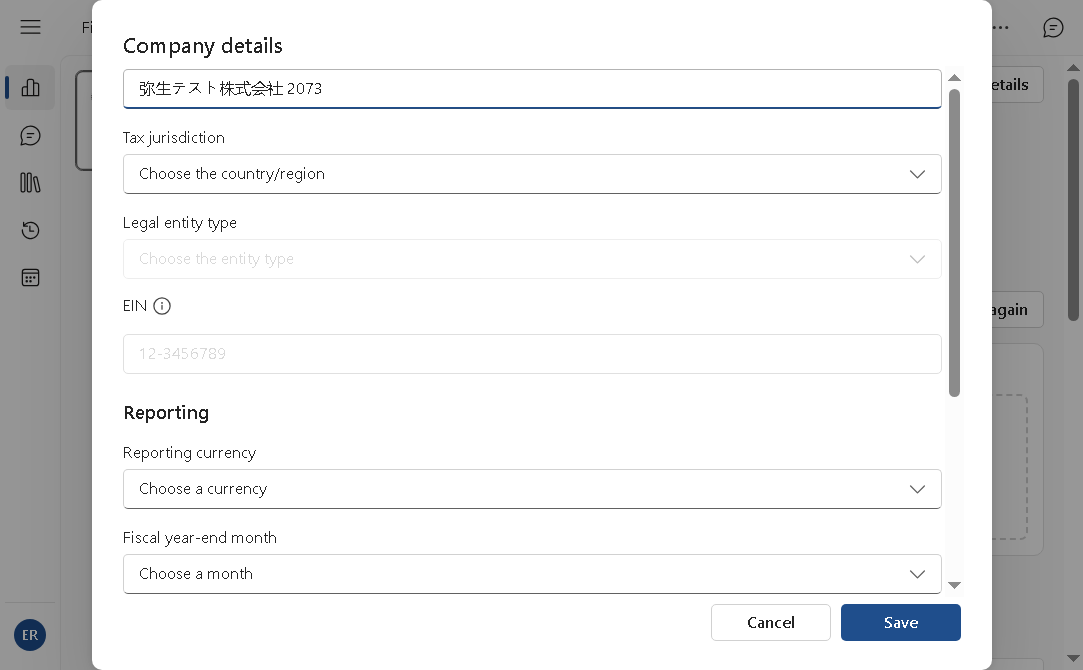 Fi
Company details
弥生テスト株式会社 2073
Tax jurisdiction
Choose the country/region
Legal entity type
Choose the entity type
EIN
12-3456789
Reporting
Reporting currency
Choose a currency
Fiscal year-end month
Choose a month
Cancel
Save
etails
again
ER